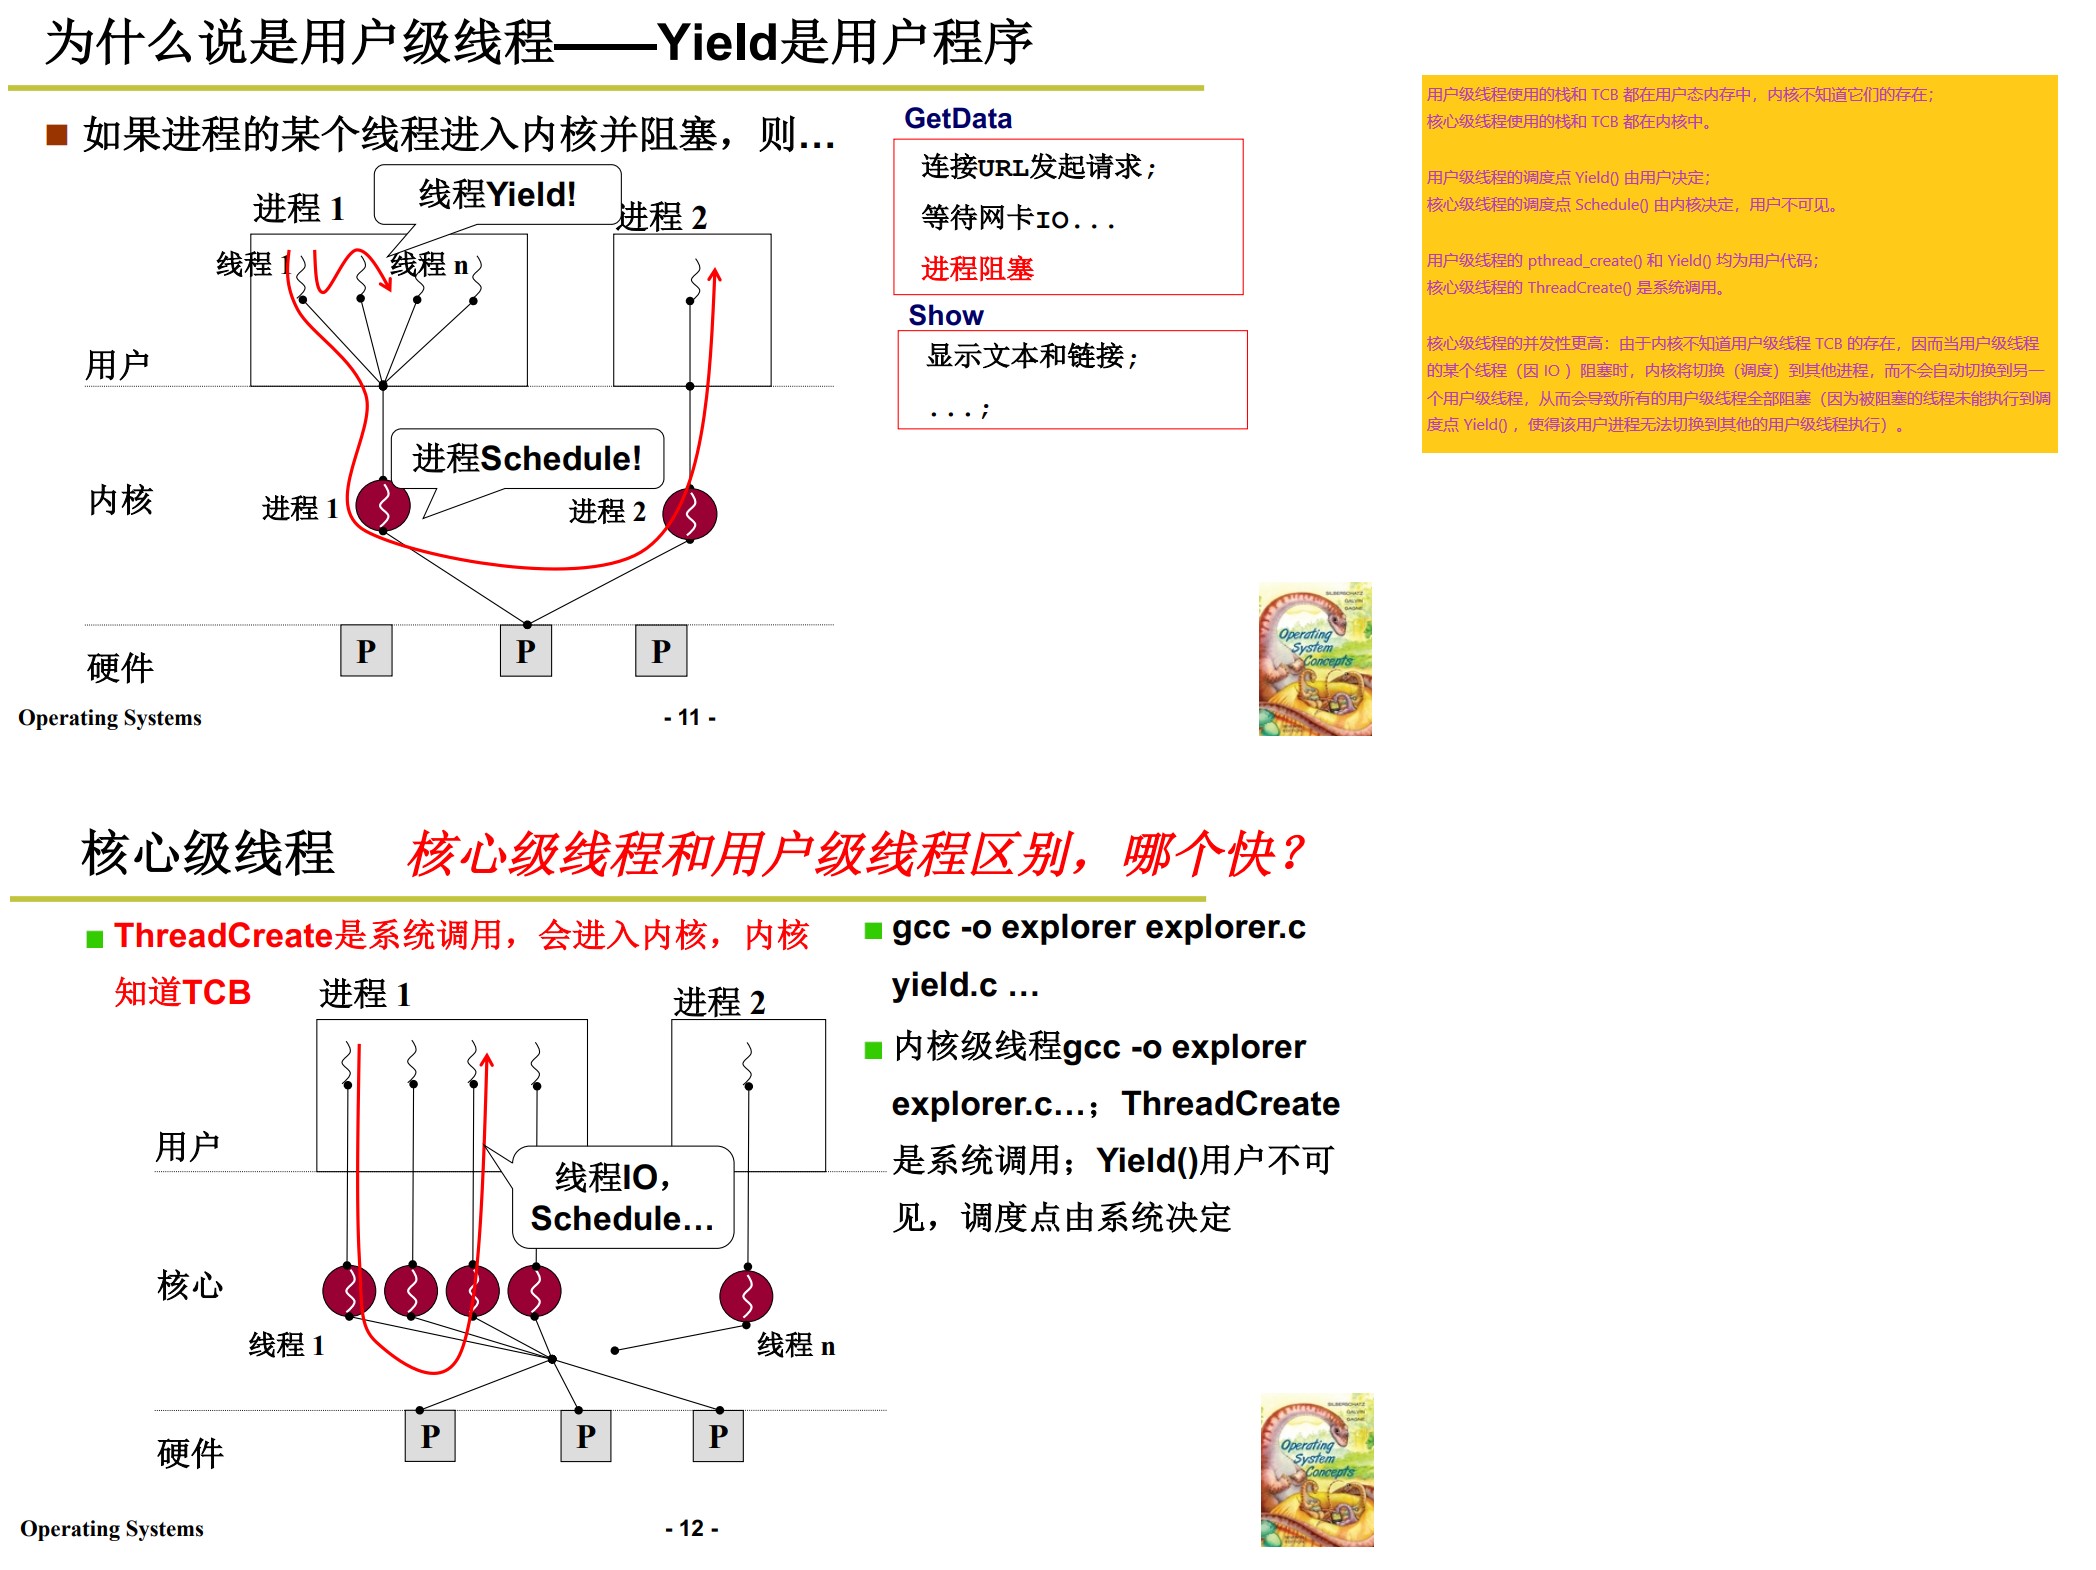 为什么说是用户级线程——Yield是用户程序
如果进程的某个线程进入内核并阻塞，则…
线程Yield!
进程 1
进程 2
线程 1
线程 n
用户
进程Schedule!
内核
进程 1
进程 2
P
P
P
硬件
GetData
连接URL发起请求;
等待网卡IO...
进程阻塞
Show
显示文本和链接;
...;
用户级线程使用的栈和 TCB 都在用户态内存中，内核不知道它们的存在；
核心级线程使用的栈和 TCB 都在内核中。
用户级线程的调度点 Yield() 由用户决定；
核心级线程的调度点 Schedule() 由内核决定，用户不可见。
用户级线程的 pthread_create() 和 Yield() 均为用户代码；
核心级线程的 ThreadCreate() 是系统调用。
核心级线程的并发性更高：由于内核不知道用户级线程 TCB 的存在，因而当用户级线程
的某个线程（因 IO ）阻塞时，内核将切换（调度）到其他进程，而不会自动切换到另一
个用户级线程，从而会导致所有的用户级线程全部阻塞（因为被阻塞的线程未能执行到调
度点 Yield() ，使得该用户进程无法切换到其他的用户级线程执行）。
SILBERSCHATZ
GALVIN
GAGNE
Operating
System
Concepts
Operating Systems
- 11 -
核心级线程
核心级线程和用户级线程区别，哪个快？
ThreadCreate是系统调用，会进入内核，内核
知道TCB
进程 1
进程 2
用户
线程IO，
Schedule…
核心
线程 1
线程 n
P
P
P
硬件
gcc -o explorer explorer.c
yield.c …
内核级线程gcc -o explorer
explorer.c…；ThreadCreate
是系统调用；Yield()用户不可
见，调度点由系统决定
SILBERSCHATZ
GALVIN
GAGNE
Operating
System
Concepts
Operating Systems
- 12 -